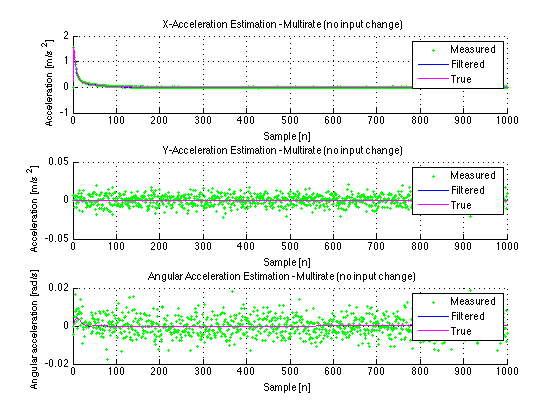 X-Acceleration Estimation - Multirate (no input change)
2
1
0
-1
Acceleration [m/s^2]
Measured
Filtered
True
0 100 200 300 400 500 600 700 800 900 1000
Sample [n]
Y-Acceleration Estimation - Multirate (no input change)
0.05
0
-0.05
Acceleration [m/s^2]
Measured
Filtered
True
0 100 200 300 400 500 600 700 800 900 1000
Sample [n]
Angular Acceleration Estimation - Multirate (no input change)
0.02
0
-0.02
Angular acceleration [rad/s]
Measured
Filtered
True
0 100 200 300 400 500 600 700 800 900 1000
Sample [n]